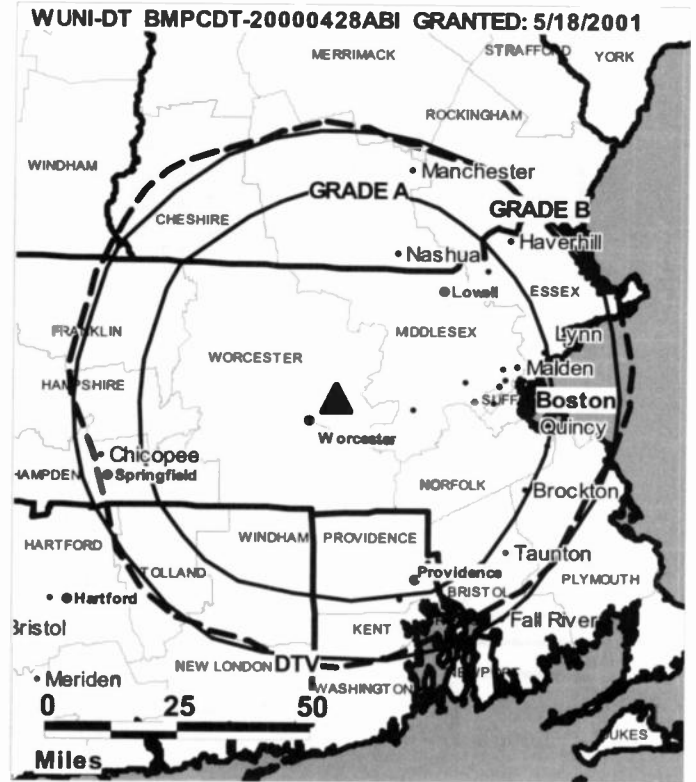 WUNI-DT BMPCDT-20000428ABI GRANTED: 5/18/2001
MERRIMACK
STRAFFORD
YORK
ROCKINGHAM
WINDHAM
Manchester
GRADE A
CHESHIRE
GRADE B
Haverhill
Nashua
Lowell
ESSEX
FRANKLIN
MIDDLESEX
Lynn
WORCESTER
Malden
HAMPSHIRE
SUFF
Boston
Worcester
Quincy
Chicopee
HAMPDEN
Springfield
NORFOLK
Brockton
HARTFORD
WINDHAM
PROVIDENCE
Taunton
TOLLAND
Providence
PLYMOUTH
Hartford
BRISTOL
Bristol
KENT
Fall River
NEW LONDON
DTV
NEWPORT
Meriden
WASHINGTON
0 25 50
Miles
DUKES